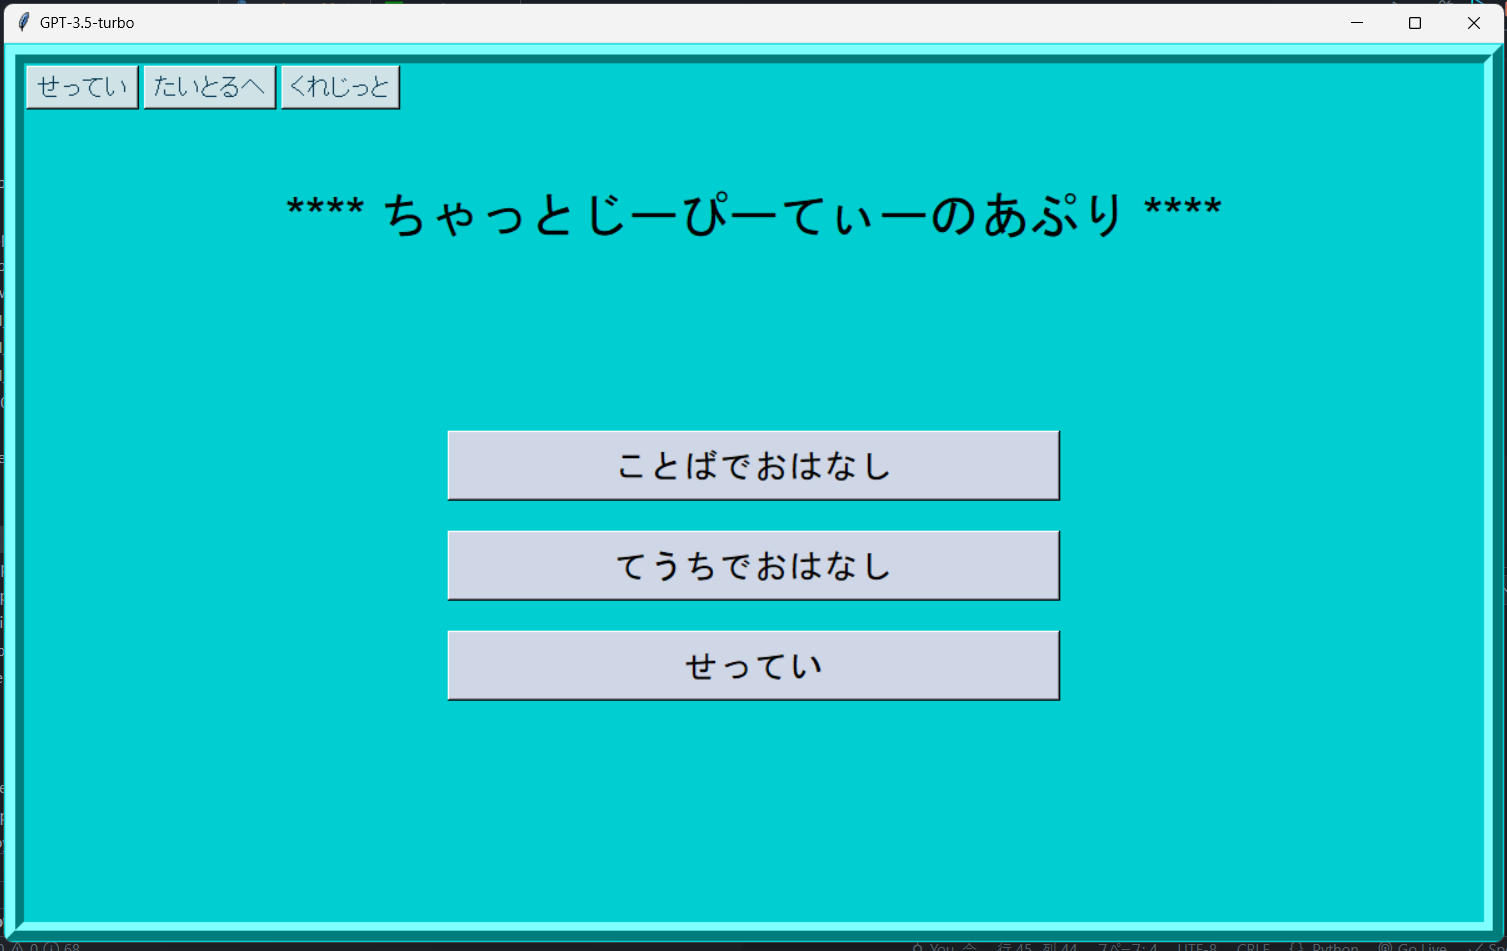 GPT-3.5-turbo
せってい たいとるへ くれじっと
**** ちゃっとじーぴーてぃーのあぷり ****
ことばでおはなし
てうちでおはなし
せってい